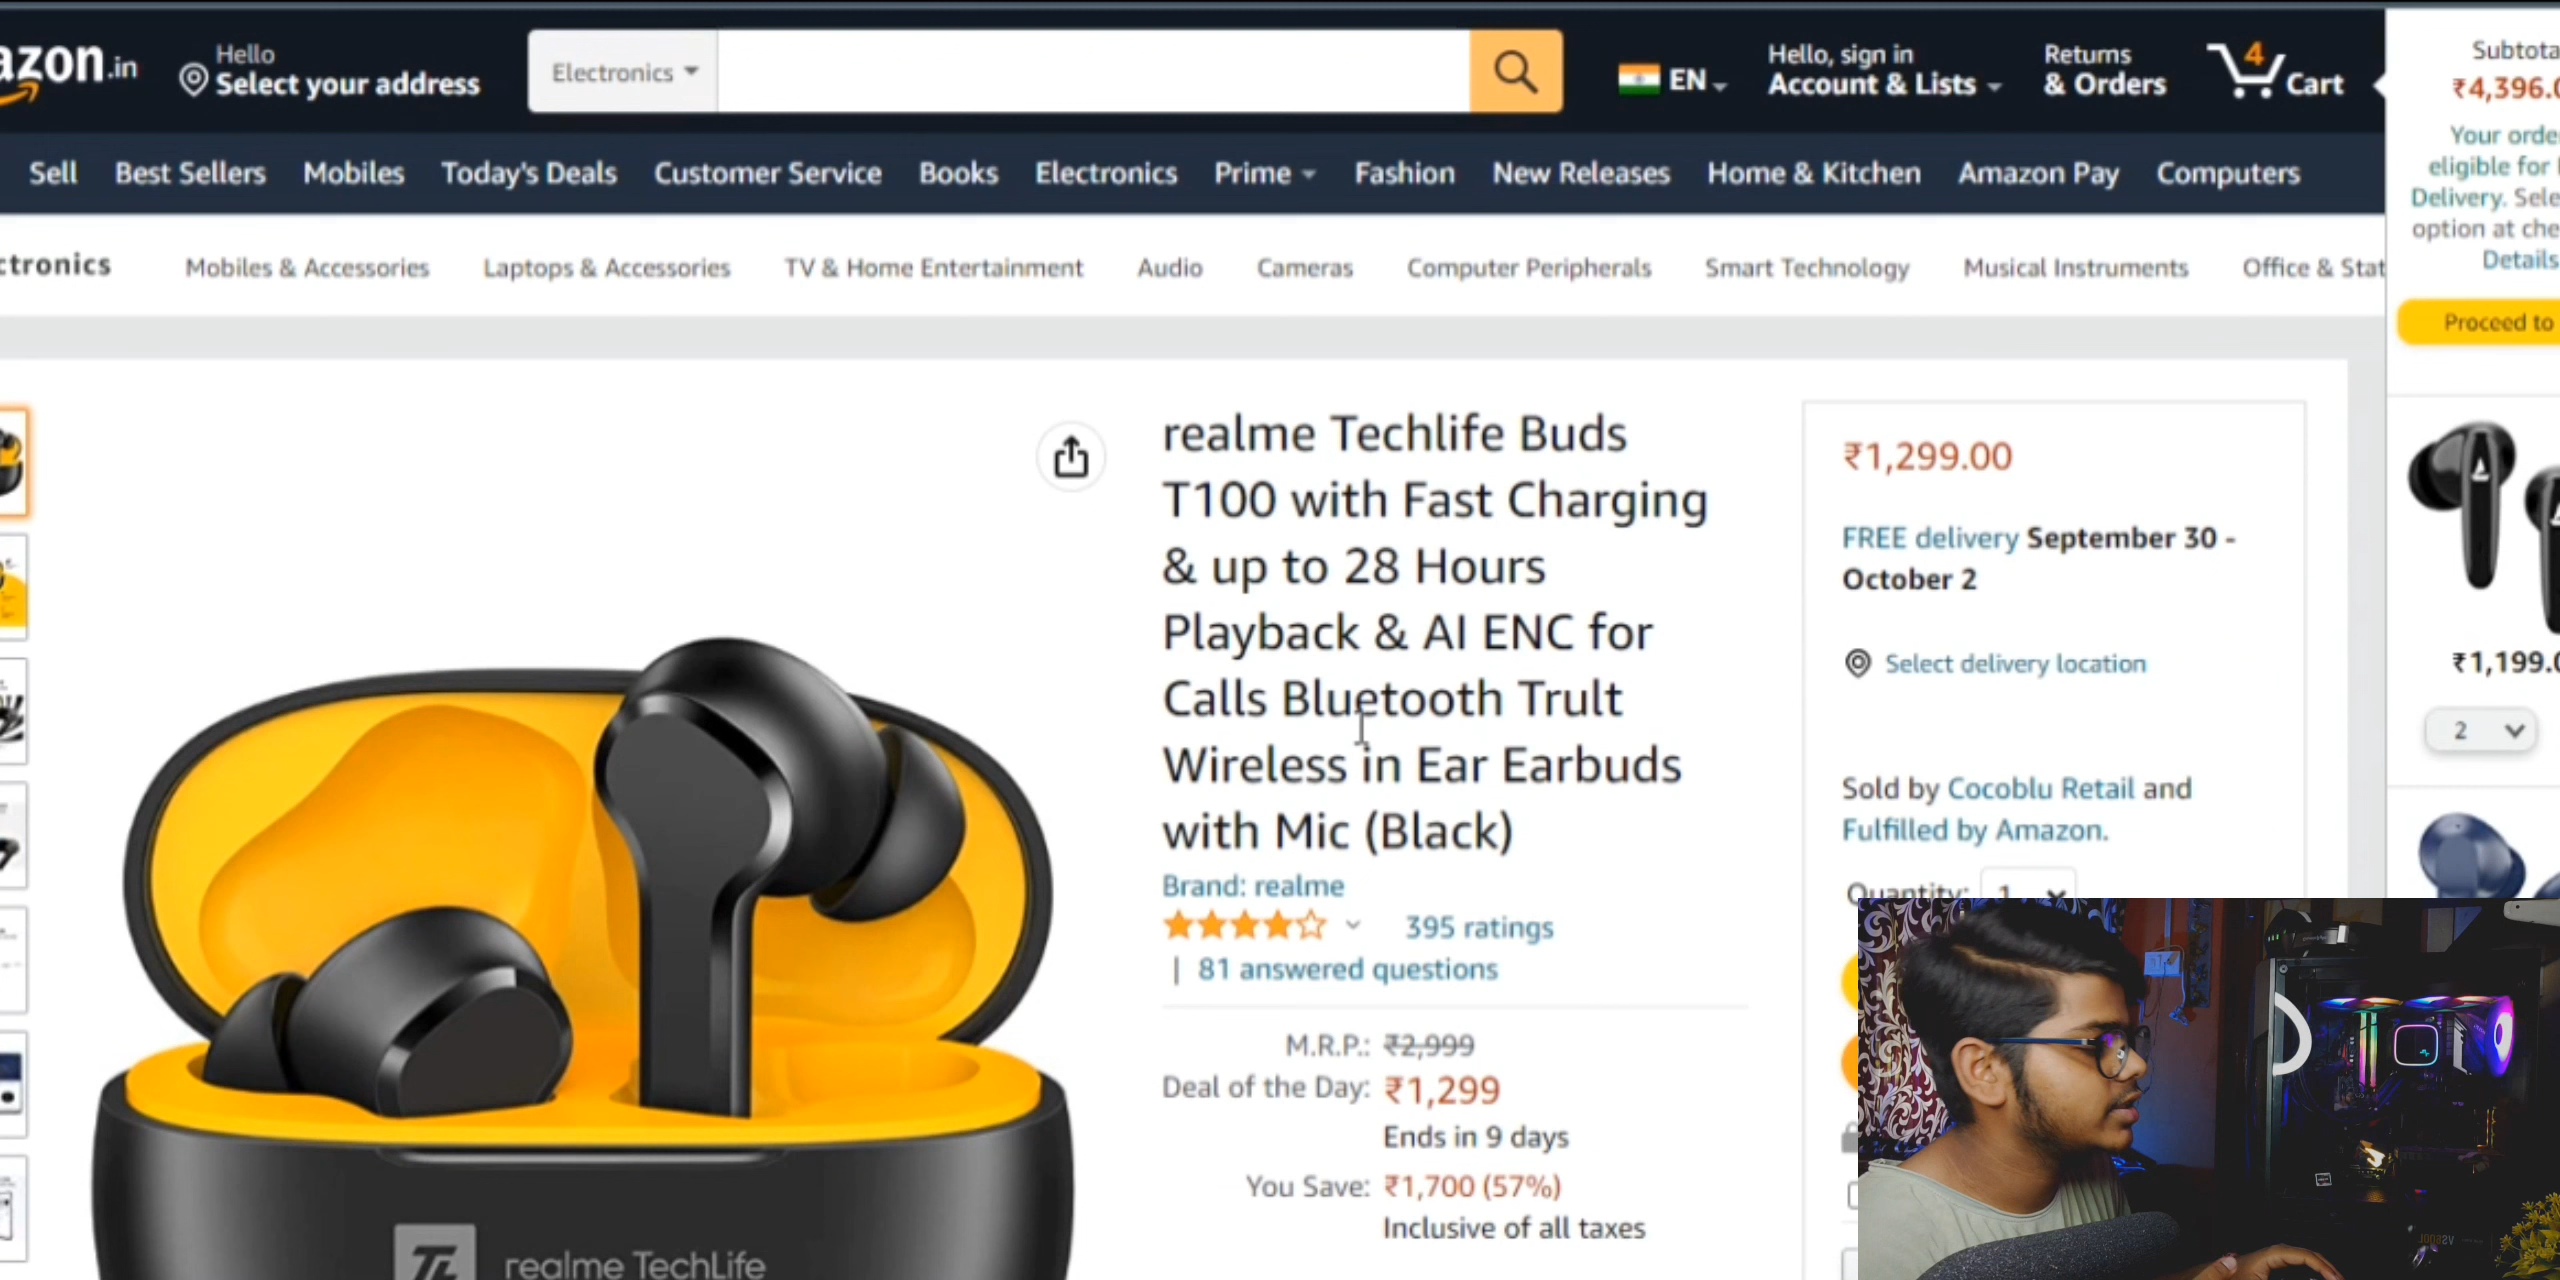 azon.in
Hello
Select your address
Electronics
EN
Hello, sign in
Account & Lists
Returns
& Orders
4
Cart
Subtota
₹4,396.0
Your orde
eligible for
Delivery. Sele
option at che
Details
Proceed to
Sell Best Sellers Mobiles Today's Deals Customer Service Books Electronics Prime Fashion New Releases Home & Kitchen Amazon Pay Computers
ctronics Mobiles & Accessories Laptops & Accessories TV & Home Entertainment Audio Cameras Computer Peripherals Smart Technology Musical Instruments Office & Stat
realme Techlife Buds
T100 with Fast Charging
& up to 28 Hours
Playback & AI ENC for
Calls Bluetooth Trult
Wireless in Ear Earbuds
with Mic (Black)
Brand: realme
395 ratings
| 81 answered questions
M.R.P.: ₹2,999
Deal of the Day: ₹1,299
Ends in 9 days
You Save: ₹1,700 (57%)
Inclusive of all taxes
₹1,299.00
FREE delivery September 30 -
October 2
Select delivery location
Sold by Cocoblu Retail and
Fulfilled by Amazon.
Quantity: 1
₹1,199.0
2
realme TechLife